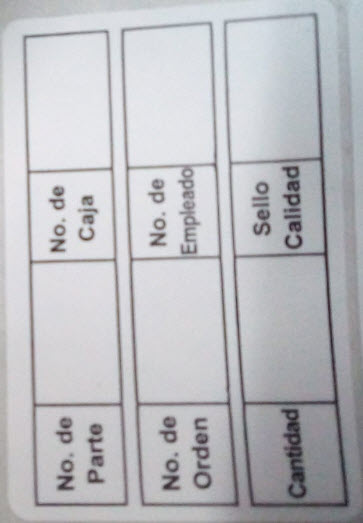 No. de
Parte
No. de
Caja
No. de
Orden
No. de
Empleado
Cantidad
Sello
Calidad